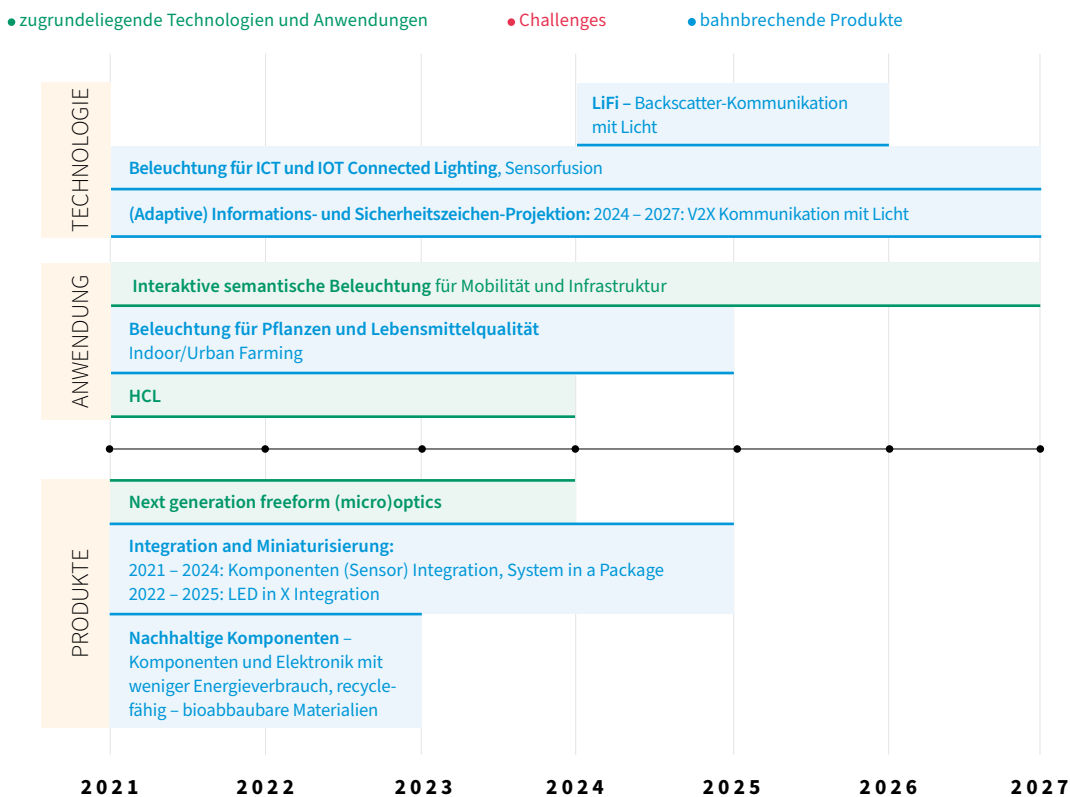 zugrundeliegende Technologien und Anwendungen
Challenges
bahnbrechende Produkte
TECHNOLOGIE
LiFi – Backscatter-Kommunikation
mit Licht
Beleuchtung für ICT und IOT Connected Lighting, Sensorfusion
(Adaptive) Informations- und Sicherheitszeichen-Projektion: 2024 – 2027: V2X Kommunikation mit Licht
ANWENDUNG
Interaktive semantische Beleuchtung für Mobilität und Infrastruktur
Beleuchtung für Pflanzen und Lebensmittelqualität
Indoor/Urban Farming
HCL
PRODUKTE
Next generation freeform (micro)optics
Integration and Miniaturisierung:
2021 – 2024: Komponenten (Sensor) Integration, System in a Package
2022 – 2025: LED in X Integration
Nachhaltige Komponenten –
Komponenten und Elektronik mit
weniger Energieverbrauch, recycle-
fähig – bioabbaubare Materialien
2021 2022 2023 2024 2025 2026 2027